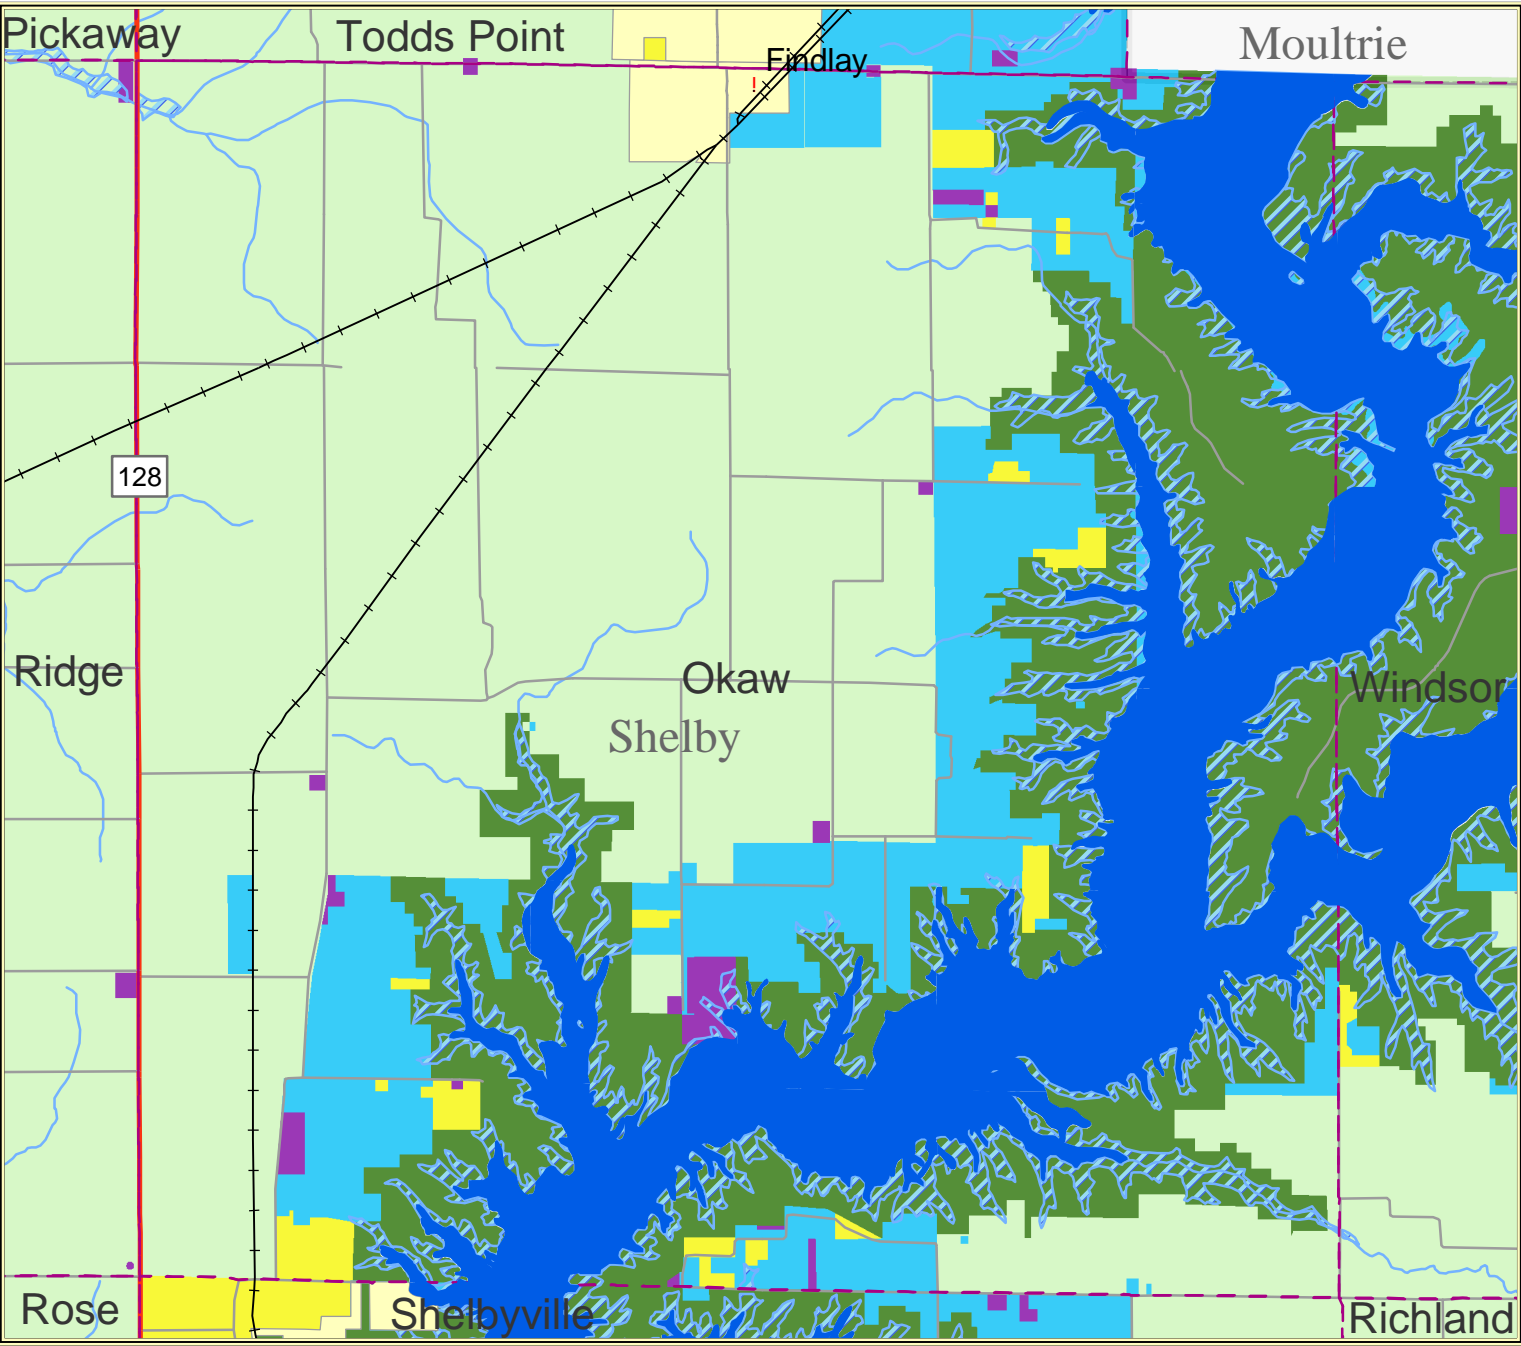 Pickaway
Todds Point
Moultrie
Findlay
!
128
Ridge
Okaw
Windsor
Shelby
Rose
Shelbyville
Richland